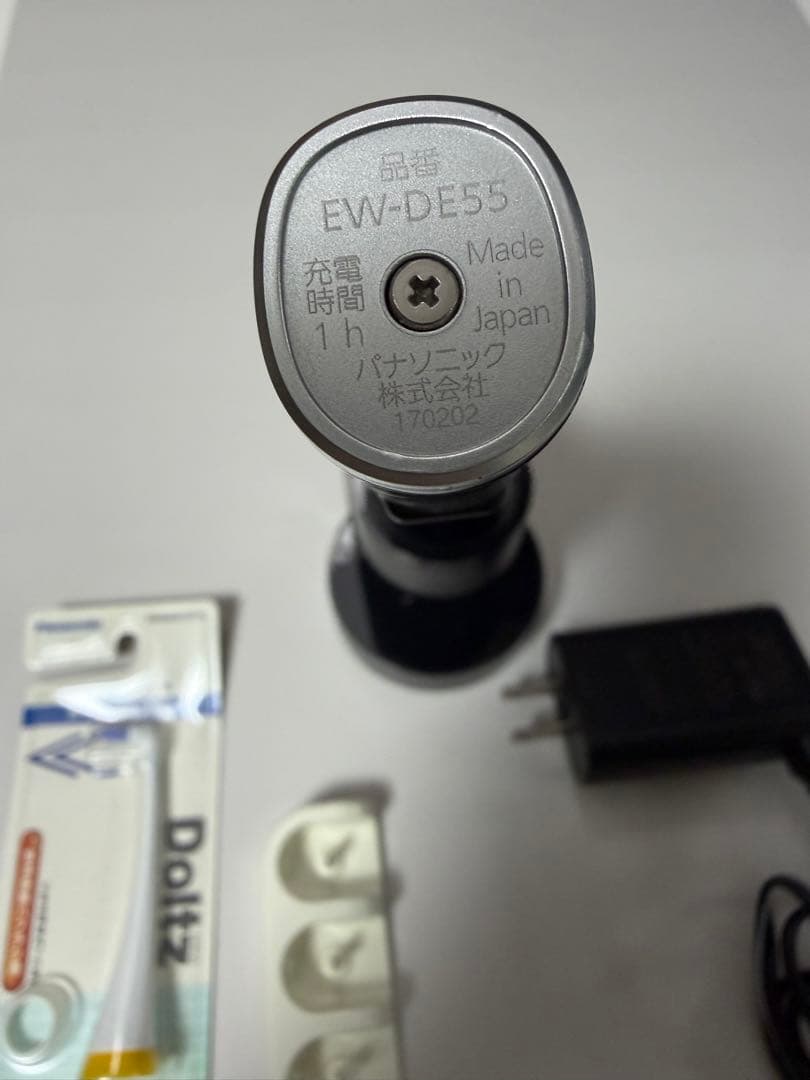 品番
EW-DE55
充電
時間
1 h
Made
in
Japan
パナソニック
株式会社
170202
Panasonic
Doltz